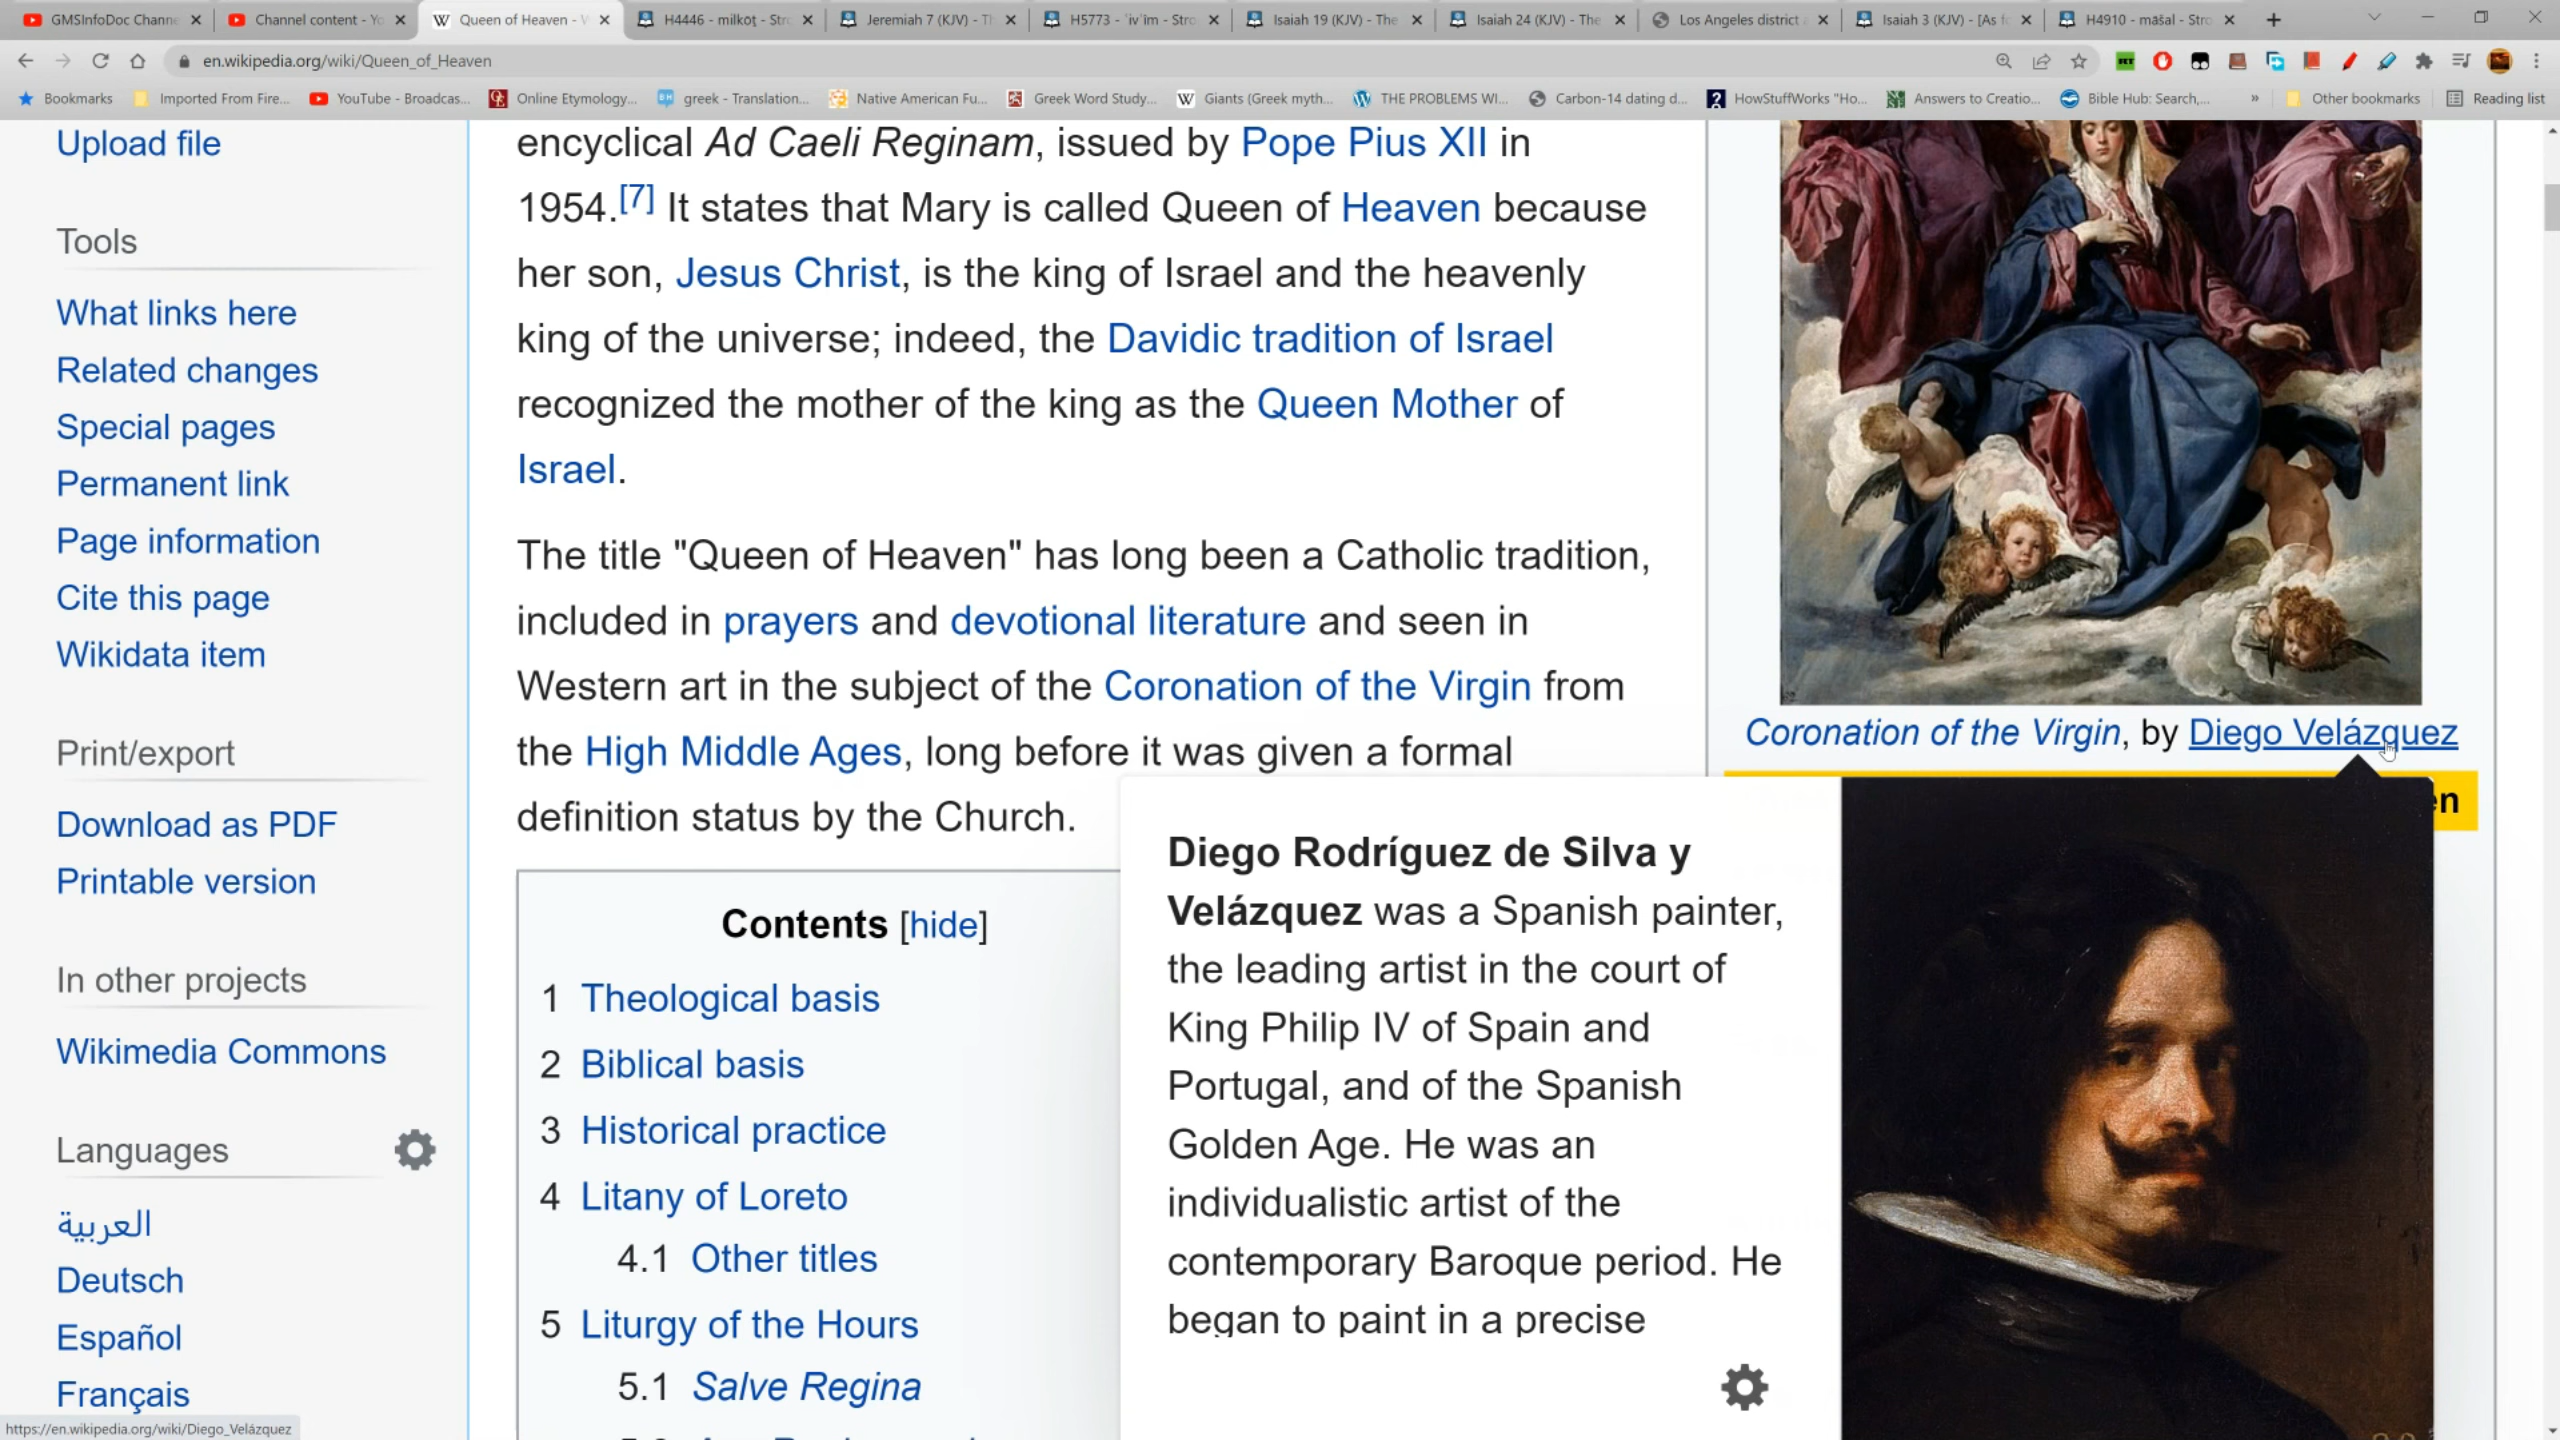 GMSInfoDoc Channe
Channel content - Yo
Queen of Heaven - W
H4446 - milkoṯ - Stro
Jeremiah 7 (KJV) - Th
H5773 - ʿivʿîm - Stro
Isaiah 19 (KJV) - The
Isaiah 24 (KJV) - The
Los Angeles district a
Isaiah 3 (KJV) - [As fo
H4910 - māšal - Stro
en.wikipedia.org/wiki/Queen_of_Heaven
Bookmarks
Imported From Fire...
YouTube - Broadcas...
Online Etymology...
greek - Translation...
Native American Fu...
Greek Word Study...
Giants (Greek myth...
THE PROBLEMS WI...
Carbon-14 dating d...
HowStuffWorks "Ho...
Answers to Creatio...
Bible Hub: Search,...
»
Other bookmarks
Reading list
Upload file
Tools
What links here
Related changes
Special pages
Permanent link
Page information
Cite this page
Wikidata item
Print/export
Download as PDF
Printable version
In other projects
Wikimedia Commons
Languages
العربية
Deutsch
Español
Français
https://en.wikipedia.org/wiki/Diego_Velázquez
encyclical Ad Caeli Reginam, issued by Pope Pius XII in
1954.[7] It states that Mary is called Queen of Heaven because
her son, Jesus Christ, is the king of Israel and the heavenly
king of the universe; indeed, the Davidic tradition of Israel
recognized the mother of the king as the Queen Mother of
Israel.
The title "Queen of Heaven" has long been a Catholic tradition,
included in prayers and devotional literature and seen in
Western art in the subject of the Coronation of the Virgin from
the High Middle Ages, long before it was given a formal
definition status by the Church.
Contents [hide]
1 Theological basis
2 Biblical basis
3 Historical practice
4 Litany of Loreto
4.1 Other titles
5 Liturgy of the Hours
5.1 Salve Regina
Coronation of the Virgin, by Diego Velázquez
en
Diego Rodríguez de Silva y
Velázquez was a Spanish painter,
the leading artist in the court of
King Philip IV of Spain and
Portugal, and of the Spanish
Golden Age. He was an
individualistic artist of the
contemporary Baroque period. He
began to paint in a precise